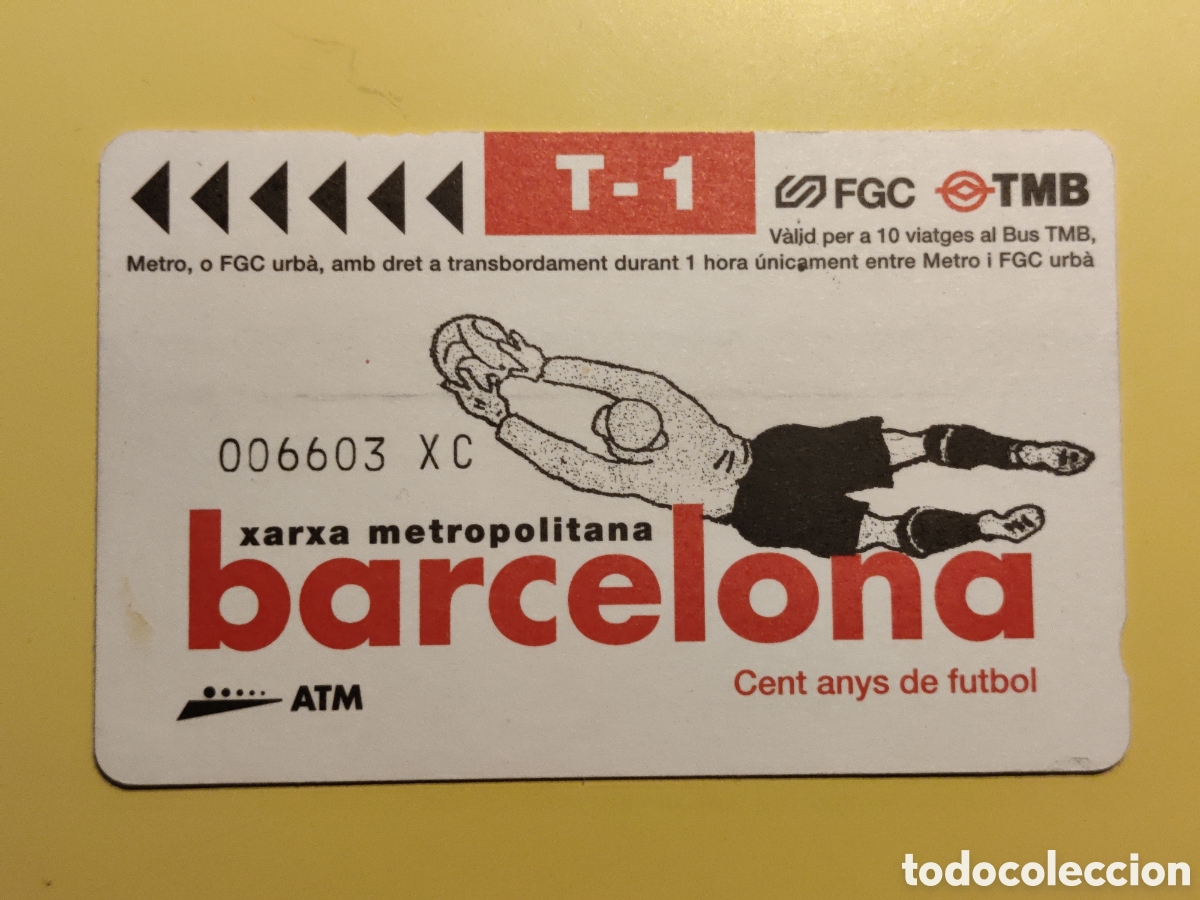 T-1
FGC TMB
Vàlid per a 10 viatges al Bus TMB,
Metro, o FGC urbà, amb dret a transbordament durant 1 hora únicament entre Metro i FGC urbà
006603 XC
xarxa metropolitana
barcelona
Cent anys de futbol
ATM
todocoleccion